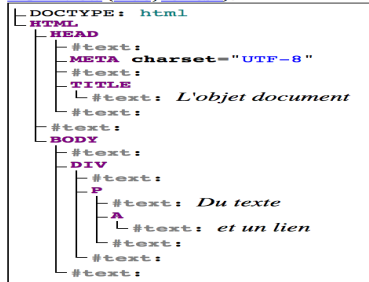 DOCTYPE: html
HTML
HEAD
#text:
META charset="UTF-8"
#text:
TITLE
#text: L'objet document
#text:
#text:
BODY
#text:
DIV
#text:
P
#text: Du texte
A
#text: et un lien
#text:
#text:
#text: